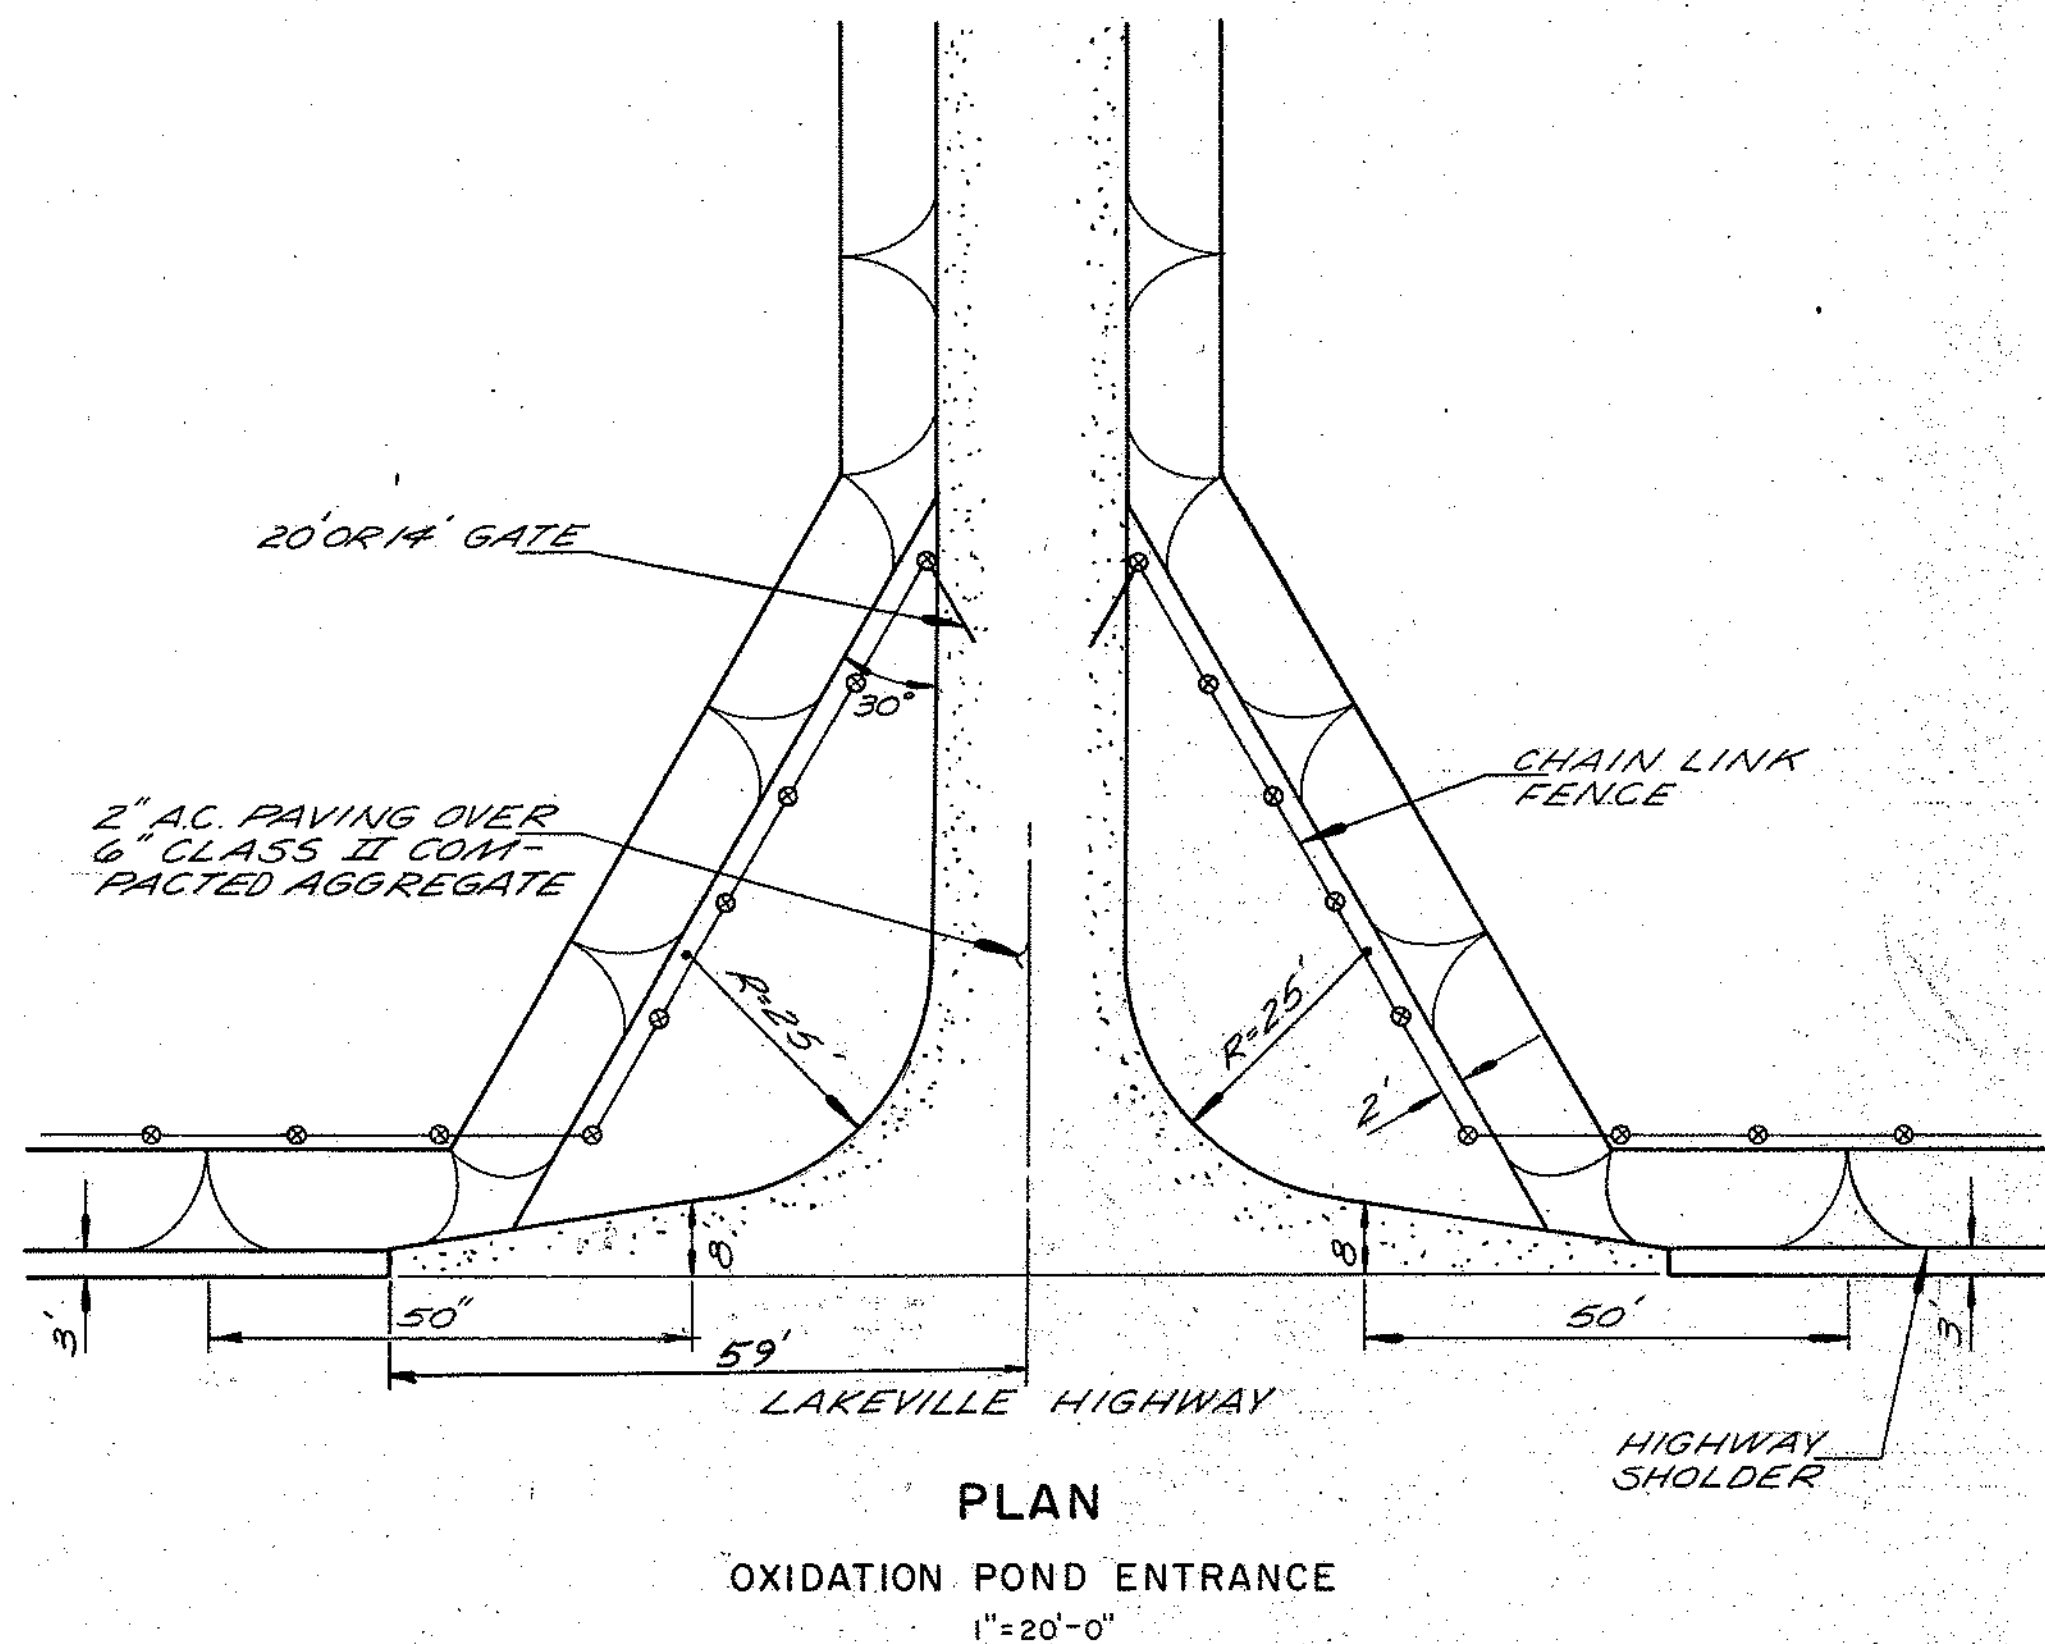 20' OR 14' GATE
30°
2" A.C. PAVING OVER
6" CLASS II COM-
PACTED AGGREGATE
CHAIN LINK
FENCE
R=25'
R=25'
2'
8
8
3'
50"
59'
50'
3'
LAKEVILLE HIGHWAY
HIGHWAY
SHOLDER
PLAN
OXIDATION POND ENTRANCE
1"=20'-0"